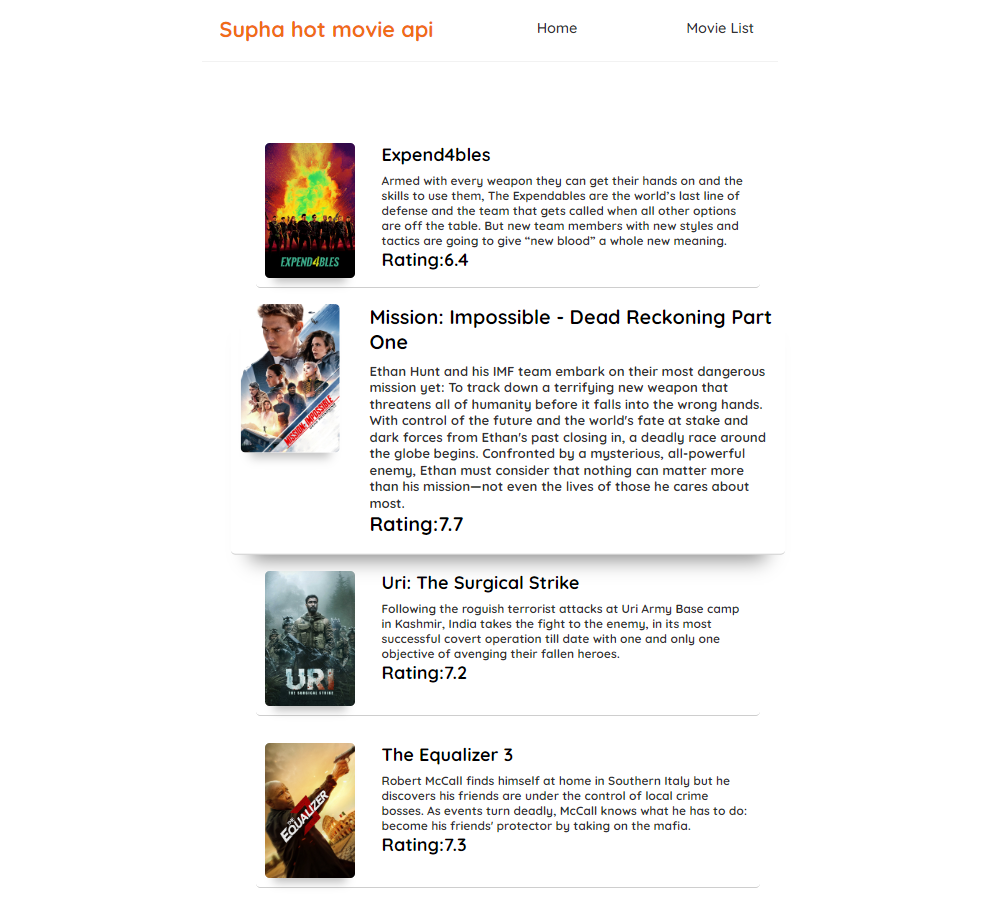 Supha hot movie api
Home
Movie List
Expend4bles
Armed with every weapon they can get their hands on and the
skills to use them, The Expendables are the world’s last line of
defense and the team that gets called when all other options
are off the table. But new team members with new styles and
tactics are going to give “new blood” a whole new meaning.
Rating:6.4
EXPEND4BLES
Mission: Impossible - Dead Reckoning Part
One
Ethan Hunt and his IMF team embark on their most dangerous
mission yet: To track down a terrifying new weapon that
threatens all of humanity before it falls into the wrong hands.
With control of the future and the world's fate at stake and
dark forces from Ethan's past closing in, a deadly race around
the globe begins. Confronted by a mysterious, all-powerful
enemy, Ethan must consider that nothing can matter more
than his mission—not even the lives of those he cares about
most.
Rating:7.7
MISSION: IMPOSSIBLE
Uri: The Surgical Strike
Following the roguish terrorist attacks at Uri Army Base camp
in Kashmir, India takes the fight to the enemy, in its most
successful covert operation till date with one and only one
objective of avenging their fallen heroes.
Rating:7.2
URI
THE SURGICAL STRIKE
The Equalizer 3
Robert McCall finds himself at home in Southern Italy but he
discovers his friends are under the control of local crime
bosses. As events turn deadly, McCall knows what he has to do:
become his friends' protector by taking on the mafia.
Rating:7.3
THE
EQUALIZER